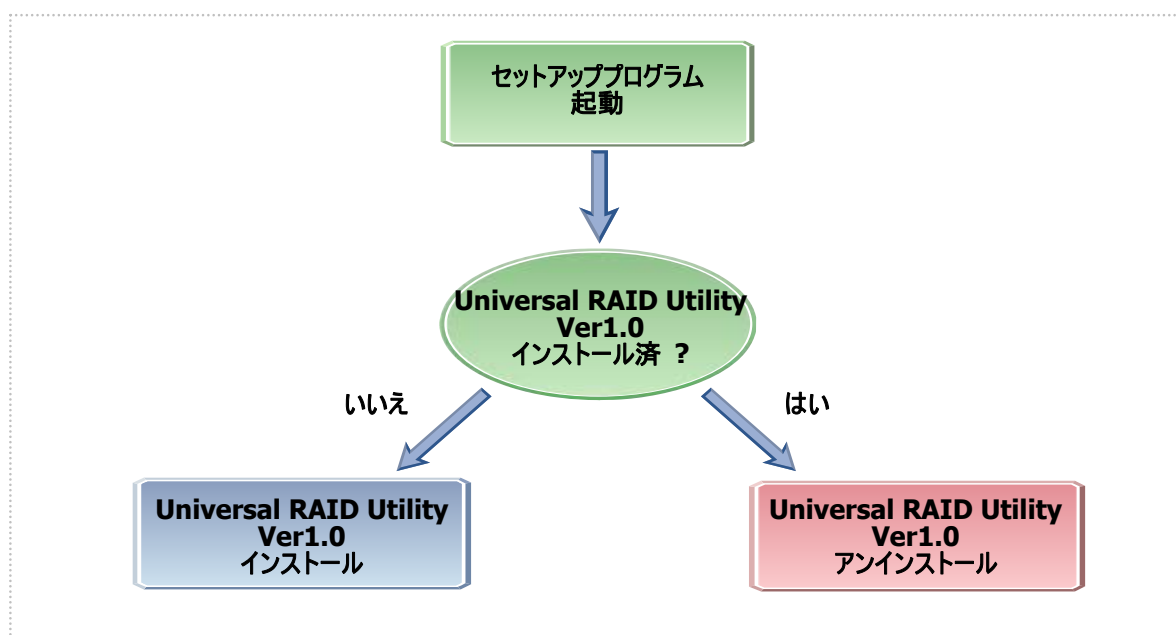 セットアッププログラム
起動
Universal RAID Utility
Ver1.0
インストール済 ?
いいえ
はい
Universal RAID Utility
Ver1.0
インストール
Universal RAID Utility
Ver1.0
アンインストール